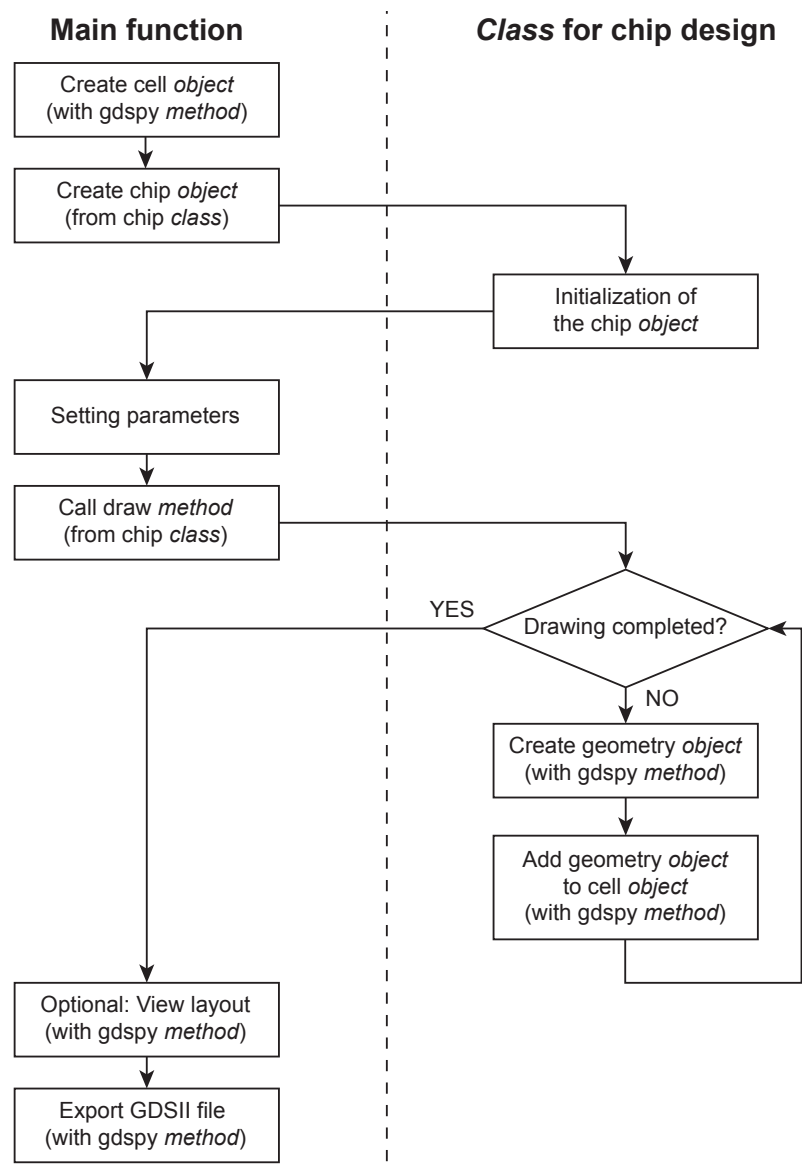 Main function
Class for chip design
Create cell object
(with gdspy method)
Create chip object
(from chip class)
Initialization of
the chip object
Setting parameters
Call draw method
(from chip class)
Drawing completed?
YES
NO
Create geometry object
(with gdspy method)
Add geometry object
to cell object
(with gdspy method)
Optional: View layout
(with gdspy method)
Export GDSII file
(with gdspy method)